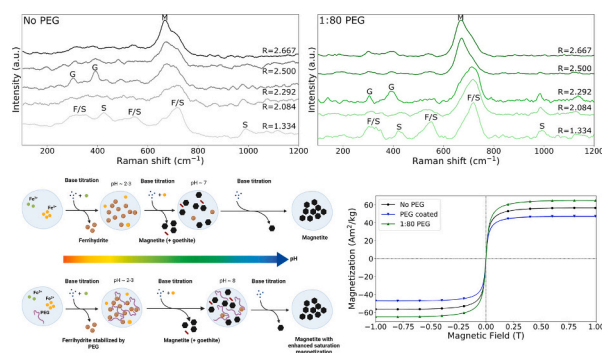 No PEG
M
R=2.667
R=2.500
G
G
R=2.292
R=2.084
F/S
S
F/S
F/S
S
R=1.334
200
400
600
800
1000
1200
Raman shift (cm⁻¹)
Intensity (a.u.)
1:80 PEG
M
R=2.667
R=2.500
G
G
R=2.292
F/S
R=2.084
F/S
S
F/S
S
R=1.334
200
400
600
800
1000
1200
Raman shift (cm⁻¹)
Intensity (a.u.)
Base titration
pH ~ 2-3
Base titration
pH ~ 7
Base titration
Fe²⁺
Fe³⁺
Ferrihydrite
Magnetite (+ goethite)
Magnetite
pH
Base titration
pH ~ 2-3
Base titration
pH ~ 8
Base titration
Fe²⁺
Fe³⁺
PEG
Ferrihydrite stabilized by
PEG
Magnetite (+ goethite)
Magnetite with
enhanced saturation
magnetization
Magnetization (Am²/kg)
60
40
20
0
−20
−40
−60
No PEG
PEG coated
1:80 PEG
−1.00
−0.75
−0.50
−0.25
0.00
0.25
0.50
0.75
1.00
Magnetic Field (T)